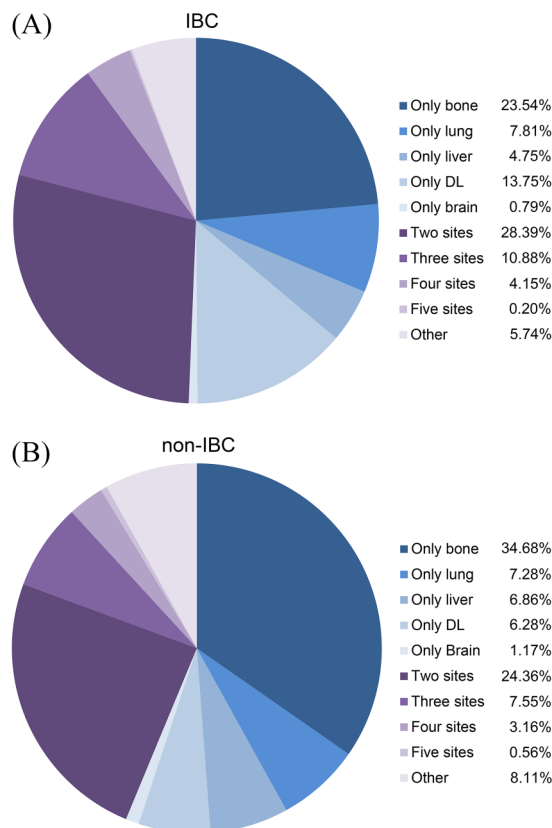 (A)
IBC
Only bone 23.54%
Only lung 7.81%
Only liver 4.75%
Only DL 13.75%
Only brain 0.79%
Two sites 28.39%
Three sites 10.88%
Four sites 4.15%
Five sites 0.20%
Other 5.74%
(B)
non-IBC
Only bone 34.68%
Only lung 7.28%
Only liver 6.86%
Only DL 6.28%
Only Brain 1.17%
Two sites 24.36%
Three sites 7.55%
Four sites 3.16%
Five sites 0.56%
Other 8.11%